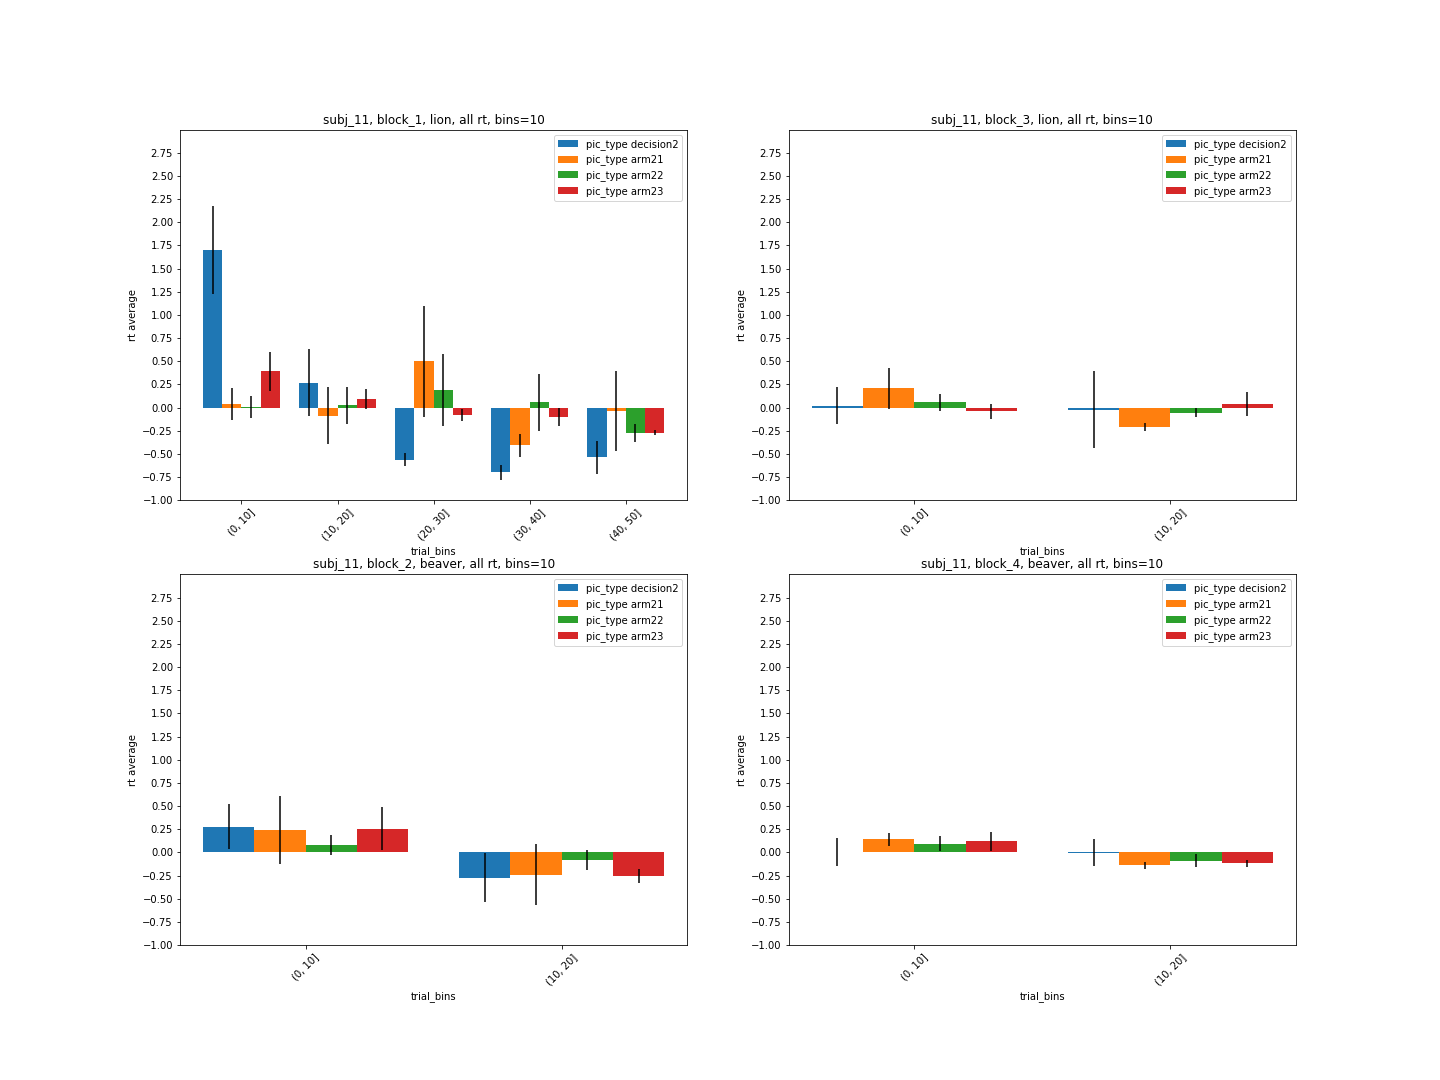 subj_11, block_1, lion, all rt, bins=10
pic_type decision2
pic_type arm21
pic_type arm22
pic_type arm23
2.75
2.50
2.25
2.00
1.75
1.50
1.25
1.00
0.75
0.50
0.25
0.00
−0.25
−0.50
−0.75
−1.00
rt average
(0, 10]
(10, 20]
(20, 30]
(30, 40]
(40, 50]
trial_bins
subj_11, block_3, lion, all rt, bins=10
pic_type decision2
pic_type arm21
pic_type arm22
pic_type arm23
2.75
2.50
2.25
2.00
1.75
1.50
1.25
1.00
0.75
0.50
0.25
0.00
−0.25
−0.50
−0.75
−1.00
rt average
(0, 10]
(10, 20]
trial_bins
subj_11, block_2, beaver, all rt, bins=10
pic_type decision2
pic_type arm21
pic_type arm22
pic_type arm23
2.75
2.50
2.25
2.00
1.75
1.50
1.25
1.00
0.75
0.50
0.25
0.00
−0.25
−0.50
−0.75
−1.00
rt average
(0, 10]
(10, 20]
trial_bins
subj_11, block_4, beaver, all rt, bins=10
pic_type decision2
pic_type arm21
pic_type arm22
pic_type arm23
2.75
2.50
2.25
2.00
1.75
1.50
1.25
1.00
0.75
0.50
0.25
0.00
−0.25
−0.50
−0.75
−1.00
rt average
(0, 10]
(10, 20]
trial_bins